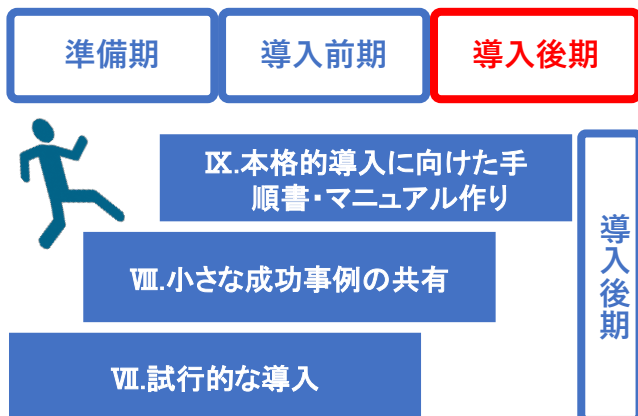 準備期
導入前期
導入後期
Ⅸ.本格的導入に向けた手
順書・マニュアル作り
Ⅷ.小さな成功事例の共有
Ⅶ.試行的な導入
導入後期